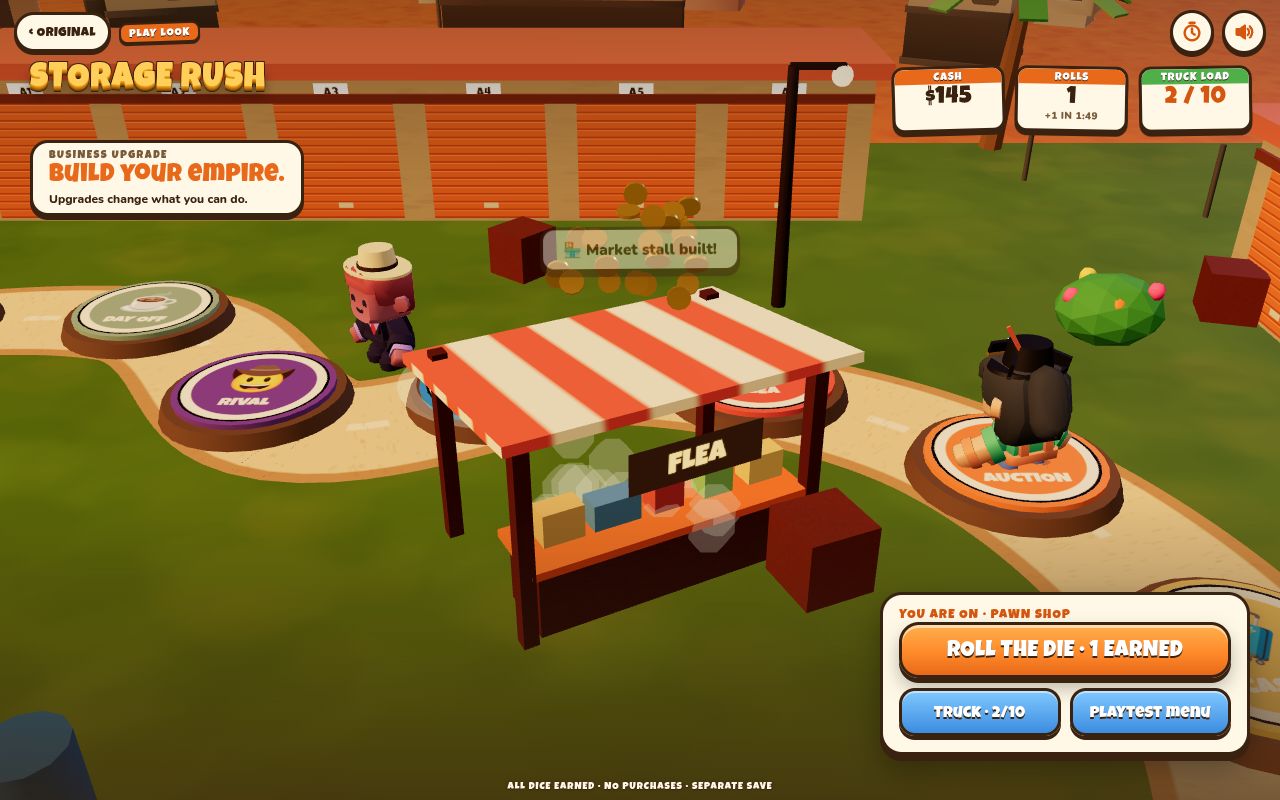 ‹ ORIGINAL
PLAY LOOK
STORAGE RUSH
A3
A4
A5
CASH
$145
ROLLS
1
+1 IN 1:49
TRUCK LOAD
2 / 10
BUSINESS UPGRADE
BUILD YOUR EMPIRE.
Upgrades change what you can do.
Market stall built!
DAY OFF
RIVAL
FLEA
AUCTION
YOU ARE ON · PAWN SHOP
ROLL THE DIE · 1 EARNED
TRUCK · 2/10
PLAYTEST MENU
ALL DICE EARNED · NO PURCHASES · SEPARATE SAVE